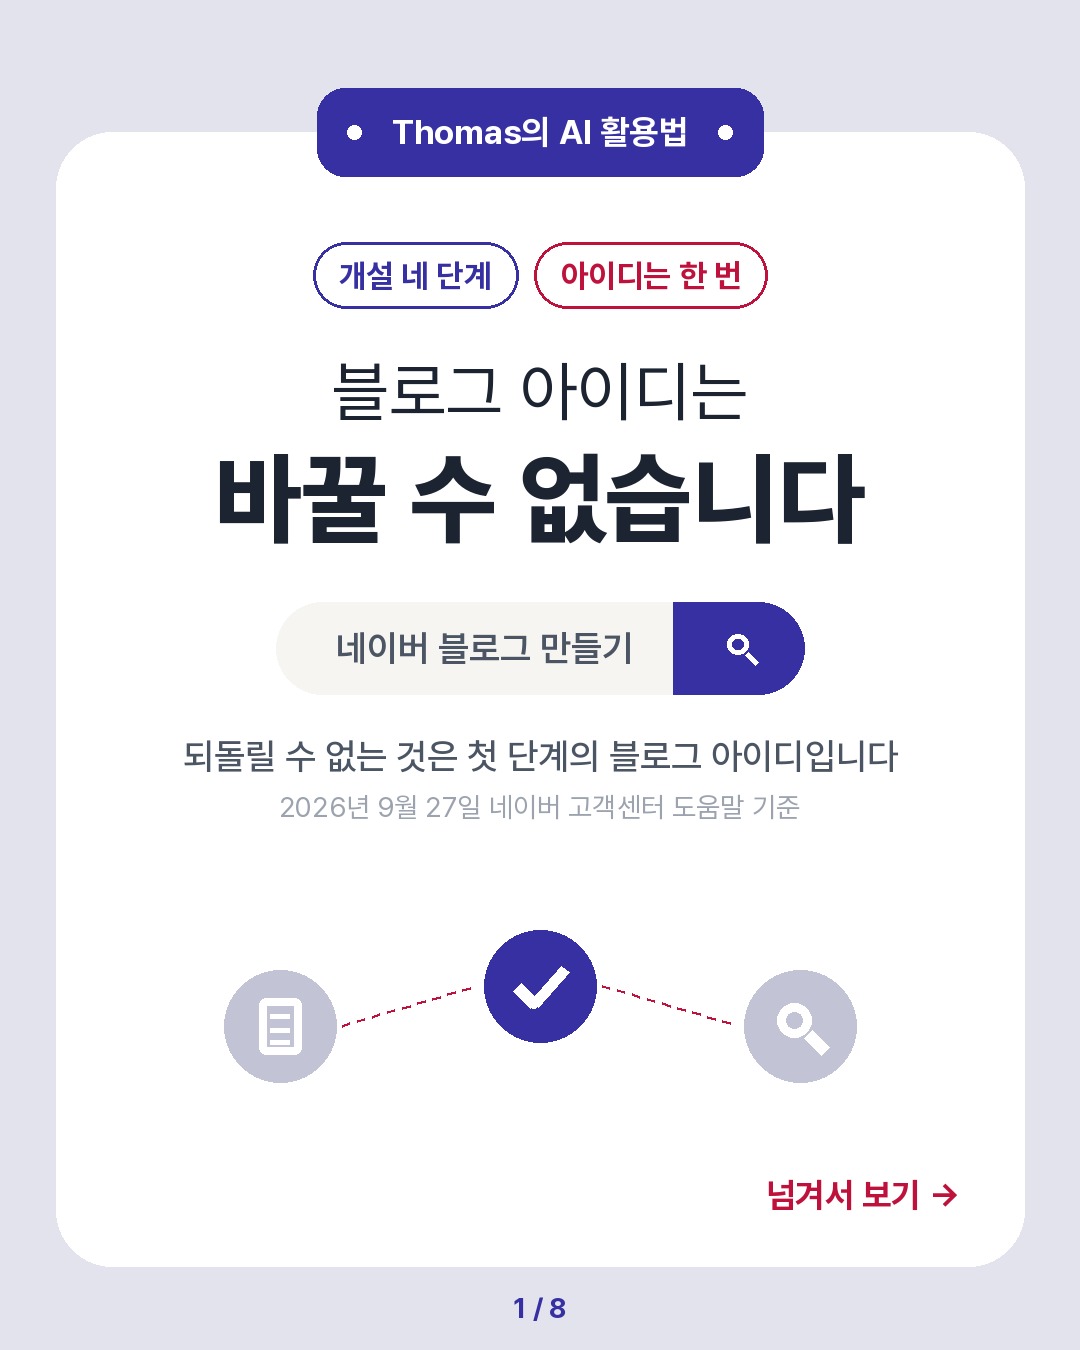 Thomas의 AI 활용법
개설 네 단계
아이디는 한 번
블로그 아이디는
바꿀 수 없습니다
네이버 블로그 만들기
되돌릴 수 없는 것은 첫 단계의 블로그 아이디입니다
2026년 9월 27일 네이버 고객센터 도움말 기준
넘겨서 보기 →
1 / 8